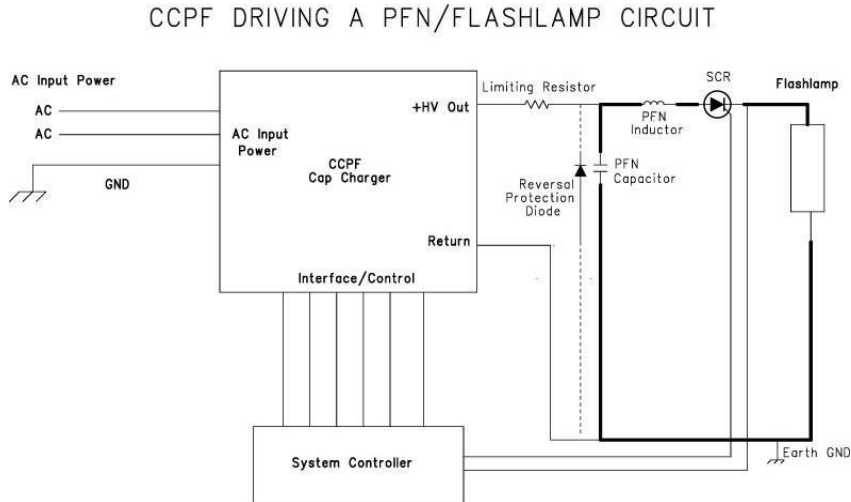 CCPF DRIVING A PFN/FLASHLAMP CIRCUIT
AC Input Power
AC
AC
GND
AC Input
Power
+HV Out
CCPF
Cap Charger
Return
Interface/Control
Limiting Resistor
SCR
Flashlamp
PFN
Inductor
PFN
Capacitor
Reversal
Protection
Diode
System Controller
Earth GND